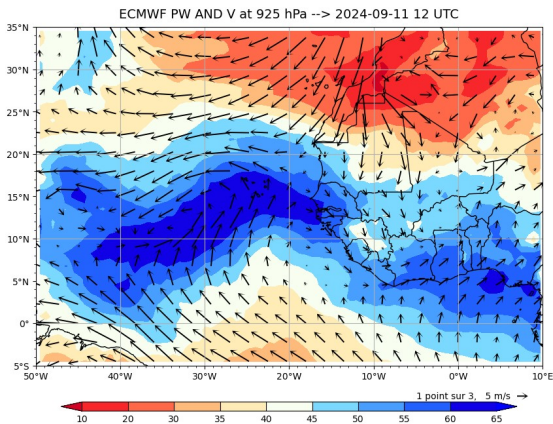 ECMWF PW AND V at 925 hPa --> 2024-09-11 12 UTC
35°N
30°N
25°N
20°N
15°N
10°N
5°N
0°
5°S
50°W 40°W 30°W 20°W 10°W 0°W 10°E
1 point sur 3, 5 m/s
10 20 30 35 40 45 50 55 60 65